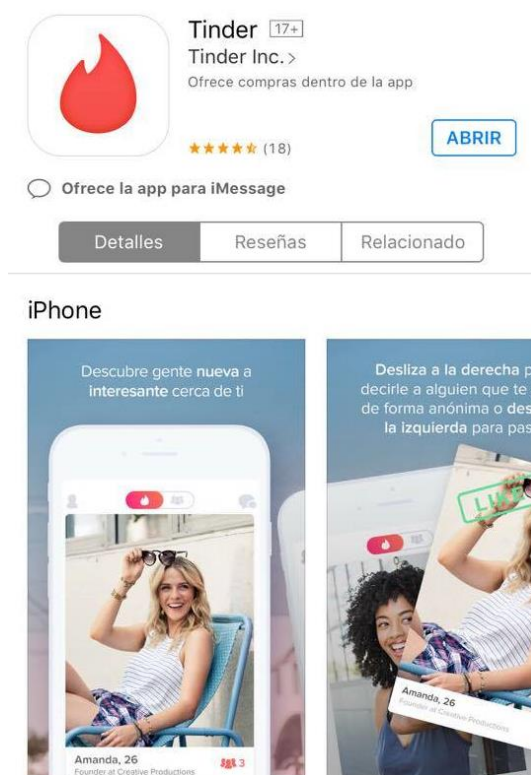 Tinder 17+
Tinder Inc. >
Ofrece compras dentro de la app
(18)
ABRIR
Ofrece la app para iMessage
Detalles
Reseñas
Relacionado
iPhone
Descubre gente nueva a
interesante cerca de ti
Amanda, 26
Founder at Creative Productions
3
Desliza a la derecha p
decirle a alguien que te
de forma anónima o des
la izquierda para pas
LIKE
Amanda, 26
Founder at Creative Productions